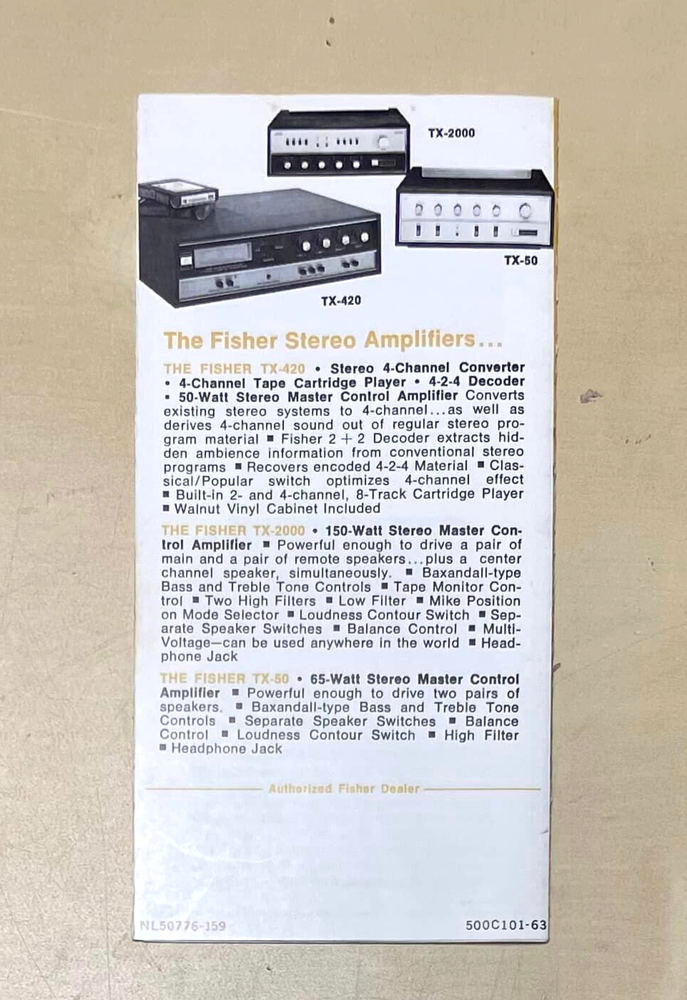 TX-2000
TX-50
TX-420
The Fisher Stereo Amplifiers...
THE FISHER TX-420 • Stereo 4-Channel Converter
• 4-Channel Tape Cartridge Player • 4-2-4 Decoder
• 50-Watt Stereo Master Control Amplifier Converts
existing stereo systems to 4-channel...as well as
derives 4-channel sound out of regular stereo pro-
gram material ■ Fisher 2 + 2 Decoder extracts hid-
den ambience information from conventional stereo
programs ■ Recovers encoded 4-2-4 Material ■ Clas-
sical/Popular switch optimizes 4-channel effect
■ Built-in 2- and 4-channel, 8-Track Cartridge Player
■ Walnut Vinyl Cabinet Included
THE FISHER TX-2000 • 150-Watt Stereo Master Con-
trol Amplifier ■ Powerful enough to drive a pair of
main and a pair of remote speakers...plus a center
channel speaker, simultaneously. ■ Baxandall-type
Bass and Treble Tone Controls ■ Tape Monitor Con-
trol ■ Two High Filters ■ Low Filter ■ Mike Position
on Mode Selector ■ Loudness Contour Switch ■ Sep-
arate Speaker Switches ■ Balance Control ■ Multi-
Voltage—can be used anywhere in the world ■ Head-
phone Jack
THE FISHER TX-50 • 65-Watt Stereo Master Control
Amplifier ■ Powerful enough to drive two pairs of
speakers. ■ Baxandall-type Bass and Treble Tone
Controls ■ Separate Speaker Switches ■ Balance
Control ■ Loudness Contour Switch ■ High Filter
■ Headphone Jack
Authorized Fisher Dealer
NL50776-159
500C101-63